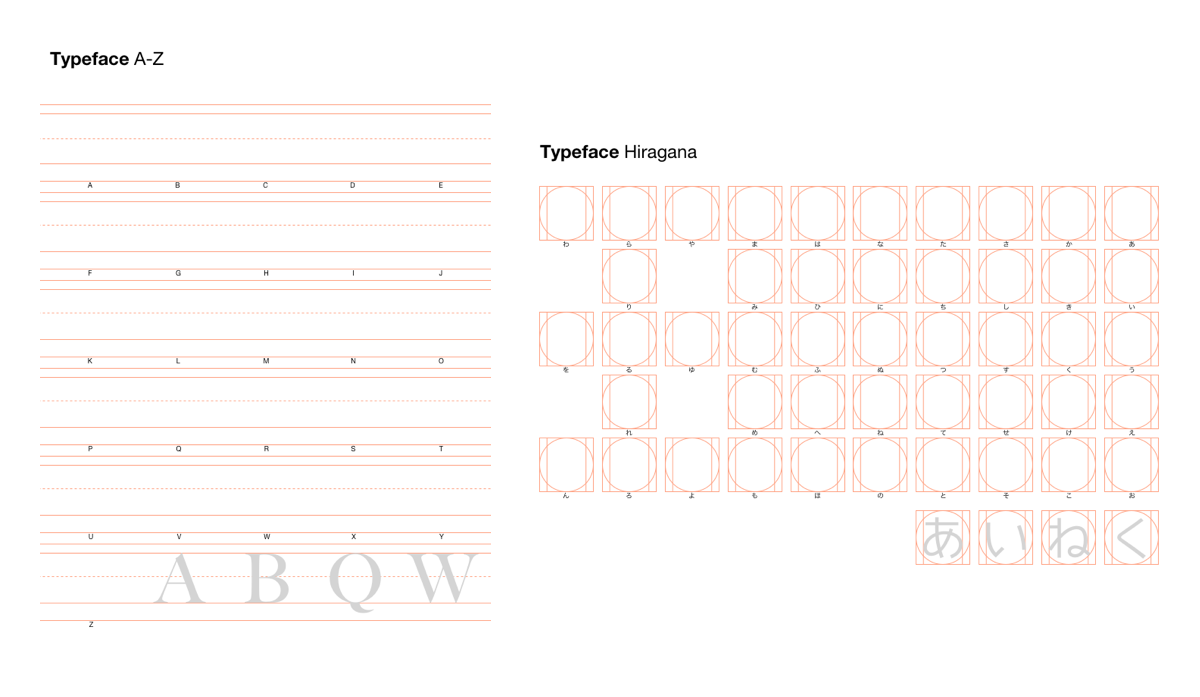 Typeface A-Z
A B C D E
F G H I J
K L M N O
P Q R S T
U V W X Y
A B Q W
Z
Typeface Hiragana
わ ら や ま は な た さ か あ
り み ひ に ち し き い
を る ゆ む ふ ぬ つ す く う
れ め へ ね て せ け え
ん ろ よ も ほ の と そ こ お
あ い ね く